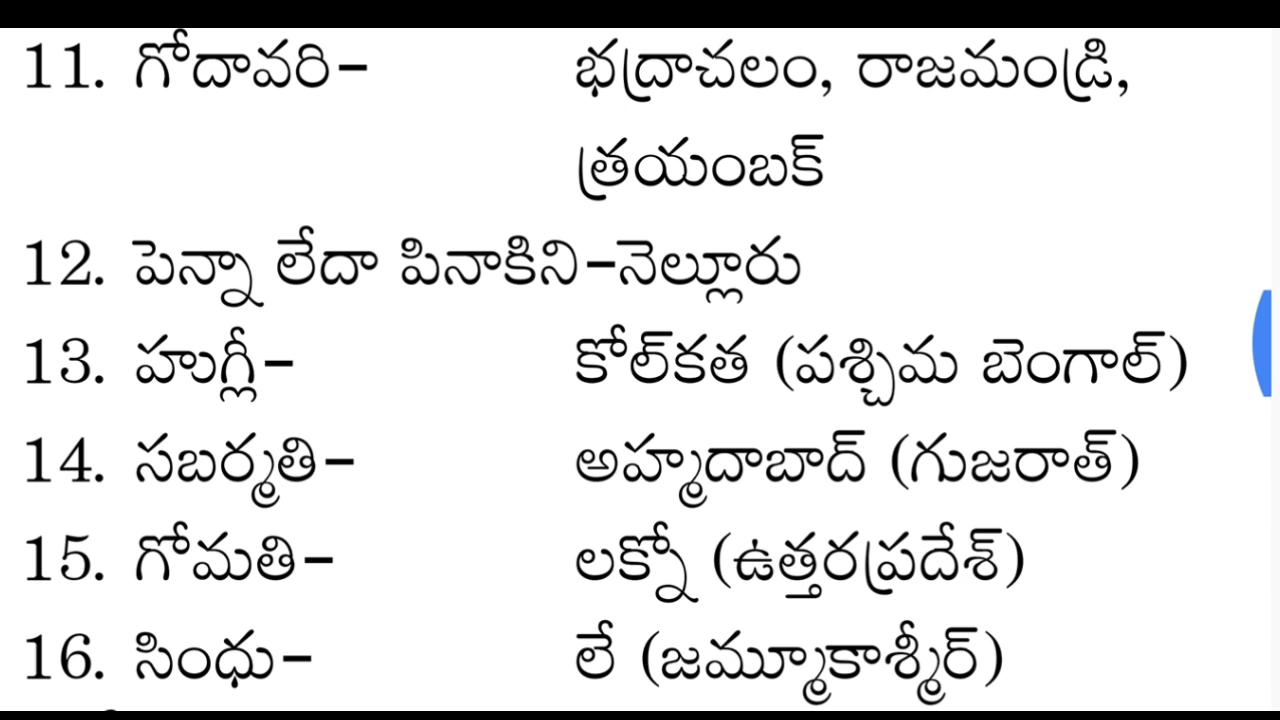 11. గోదావరి– భద్రాచలం, రాజమండ్రి,
త్రయంబక్
12. పెన్నా లేదా పినాకిని–నెల్లూరు
13. హుగ్లీ– కోల్‌కత (పశ్చిమ బెంగాల్)
14. సబర్మతి– అహ్మదాబాద్ (గుజరాత్)
15. గోమతి– లక్నో (ఉత్తరప్రదేశ్)
16. సింధు– లే (జమ్మూకాశ్మీర్)